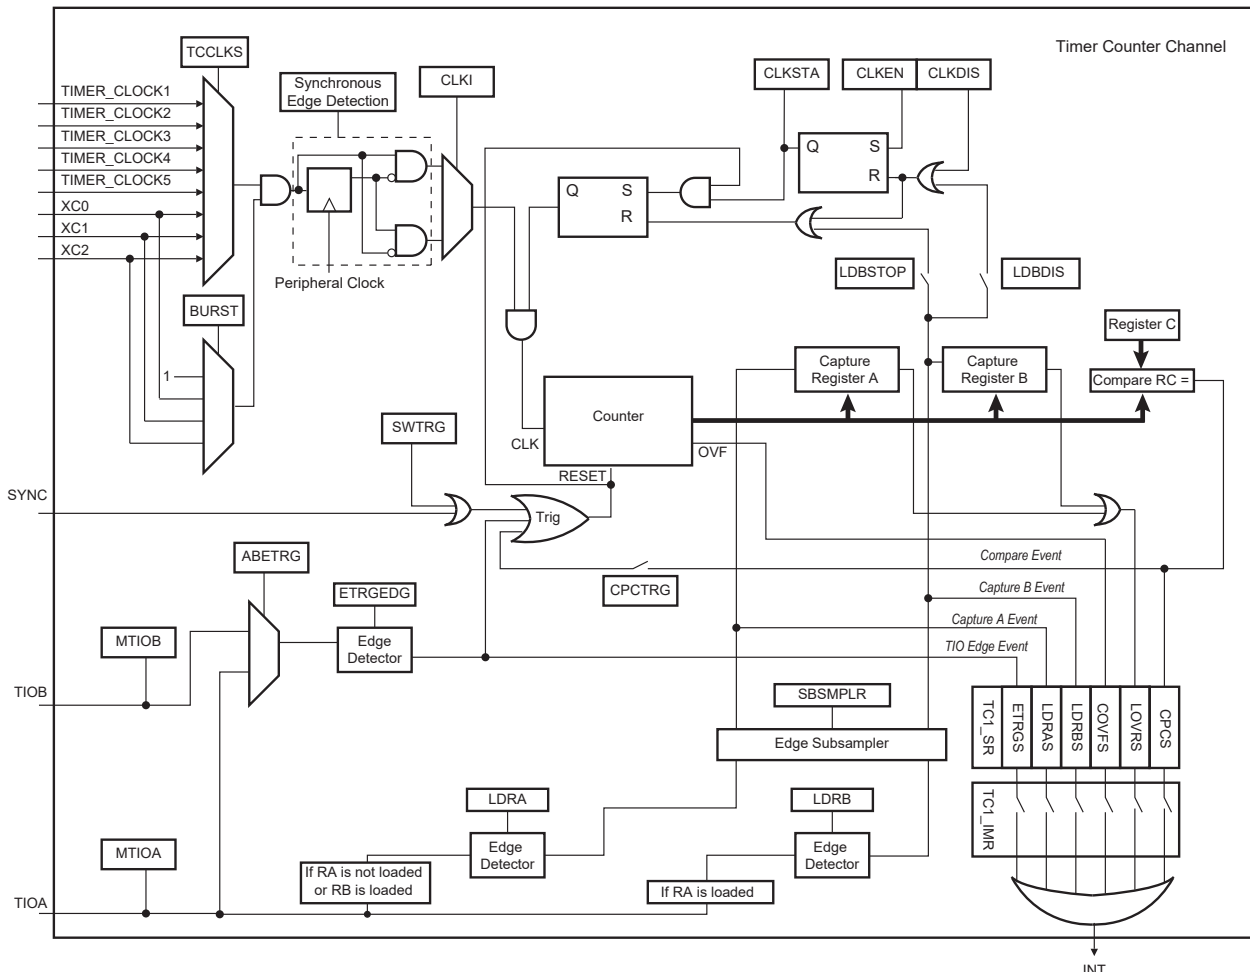 Timer Counter Channel
TCCLKS
TIMER_CLOCK1
TIMER_CLOCK2
TIMER_CLOCK3
TIMER_CLOCK4
TIMER_CLOCK5
XC0
XC1
XC2
Synchronous
Edge Detection
CLKI
Peripheral Clock
CLKSTA
CLKEN
CLKDIS
Q
S
R
Q
S
R
LDBSTOP
LDBDIS
BURST
1
Register C
Capture
Register A
Capture
Register B
Compare RC =
Counter
CLK
OVF
RESET
SWTRG
SYNC
Trig
CPCTRG
Compare Event
Capture B Event
Capture A Event
TIO Edge Event
ABETRG
ETRGEDG
Edge
Detector
MTIOB
TIOB
SBSMPLR
Edge Subsampler
TC1_SR
ETRGS
LDRAS
LDRBS
COVFS
LOVRS
CPCS
TC1_IMR
LDRA
Edge
Detector
LDRB
Edge
Detector
MTIOA
If RA is not loaded
or RB is loaded
If RA is loaded
TIOA
INT